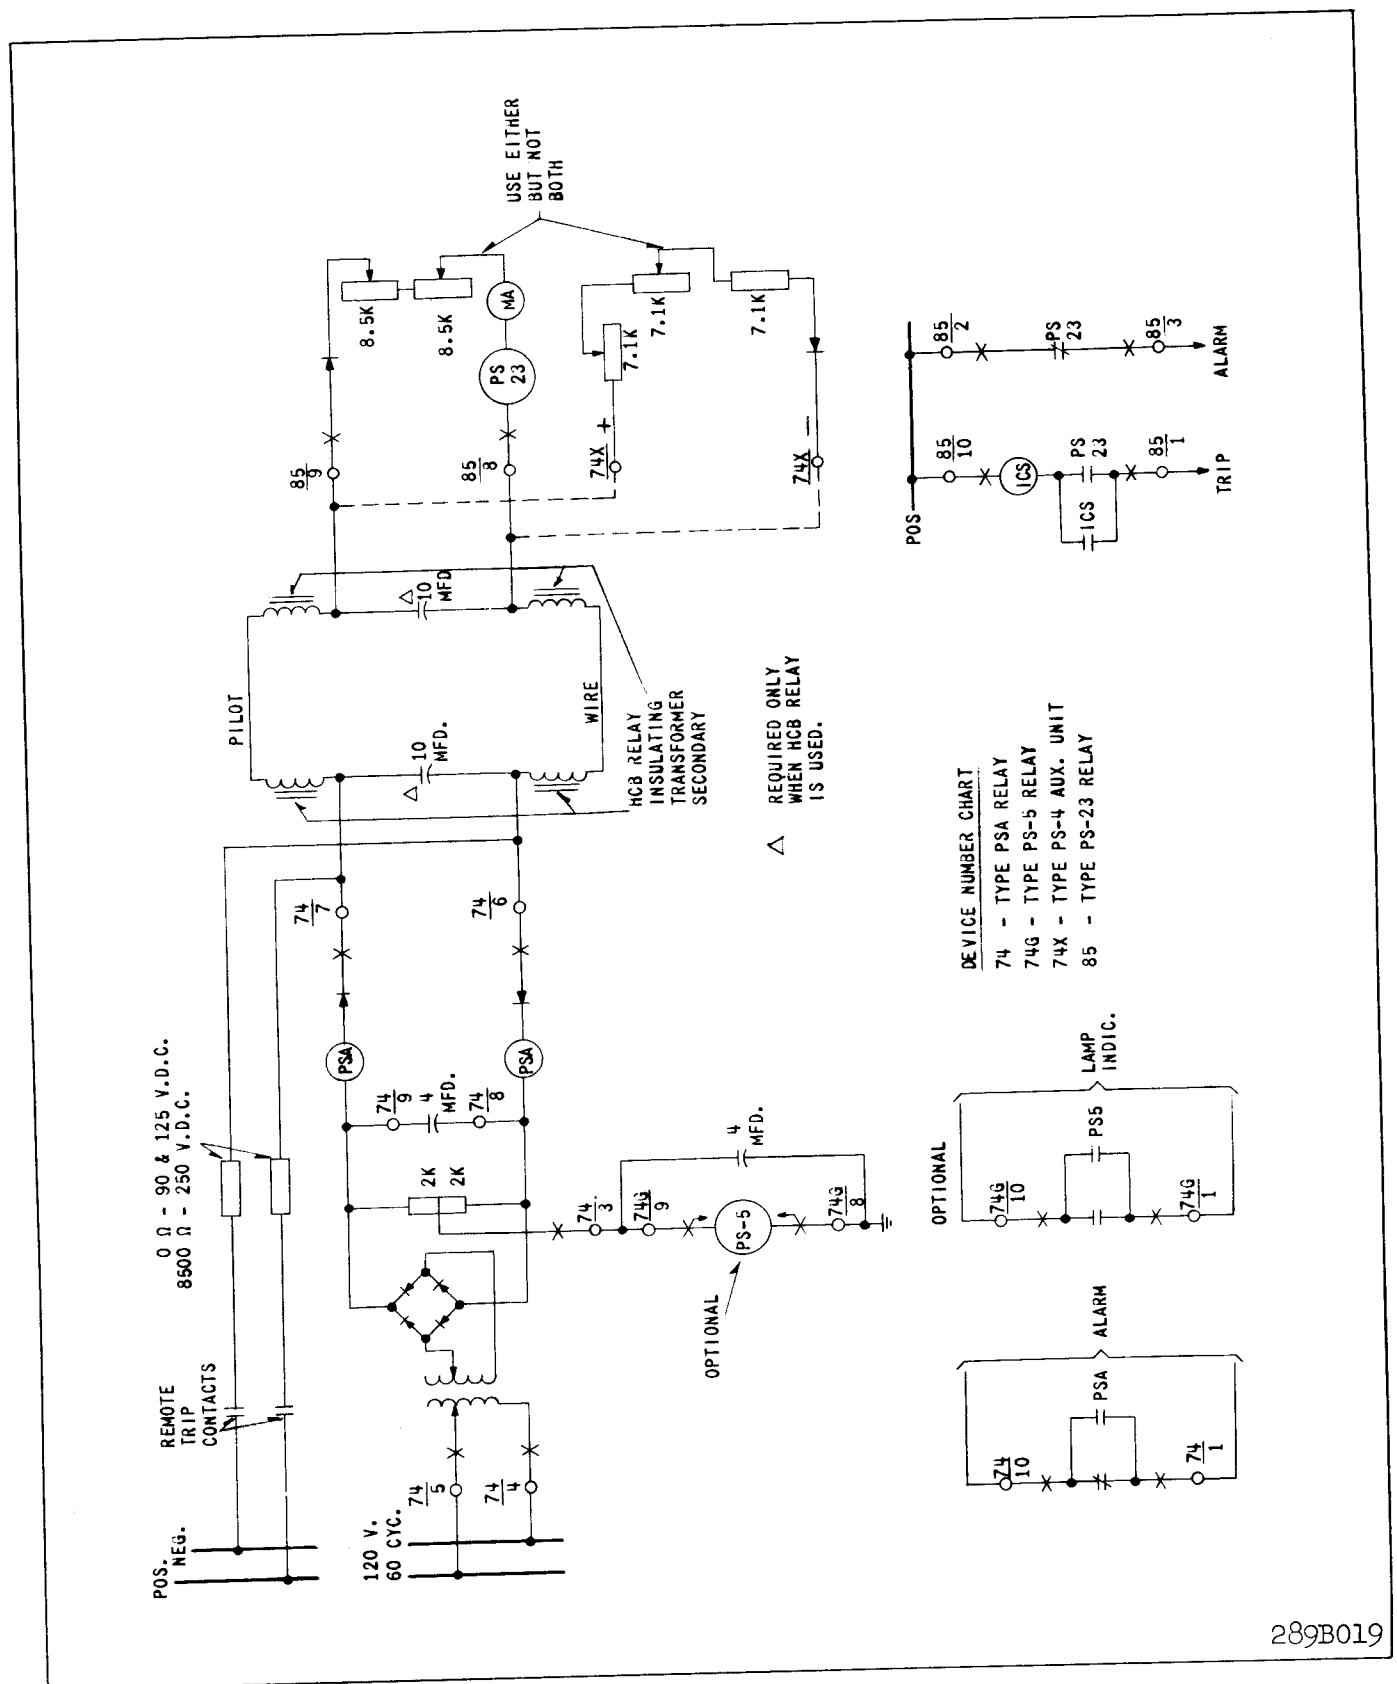 POS.
NEG.
REMOTE
TRIP
CONTACTS
0 Ω - 90 & 125 V.D.C.
8500 Ω - 250 V.D.C.
120 V.
60 CYC.
74
5
74
4
2K
2K
74
9
4
MFD.
74
8
PSA
PSA
74
7
74
6
74
3
74G
9
PS-5
74G
8
4
MFD.
OPTIONAL
PILOT
WIRE
10
MFD.
10
MFD
HCB RELAY
INSULATING
TRANSFORMER
SECONDARY
△ REQUIRED ONLY
WHEN HCB RELAY
IS USED.
85
9
85
8
74X +
74X -
8.5K
8.5K
MA
PS
23
7.1K
7.1K
7.1K
USE EITHER
BUT NOT
BOTH
POS
85
10
ICS
ICS
PS
23
85
1
TRIP
85
2
PS
23
85
3
ALARM
DEVICE NUMBER CHART
74 - TYPE PSA RELAY
74G - TYPE PS-5 RELAY
74X - TYPE PS-4 AUX. UNIT
85 - TYPE PS-23 RELAY
ALARM
74
10
PSA
74
1
OPTIONAL
LAMP
INDIC.
74G
10
PS5
74G
1
289B019